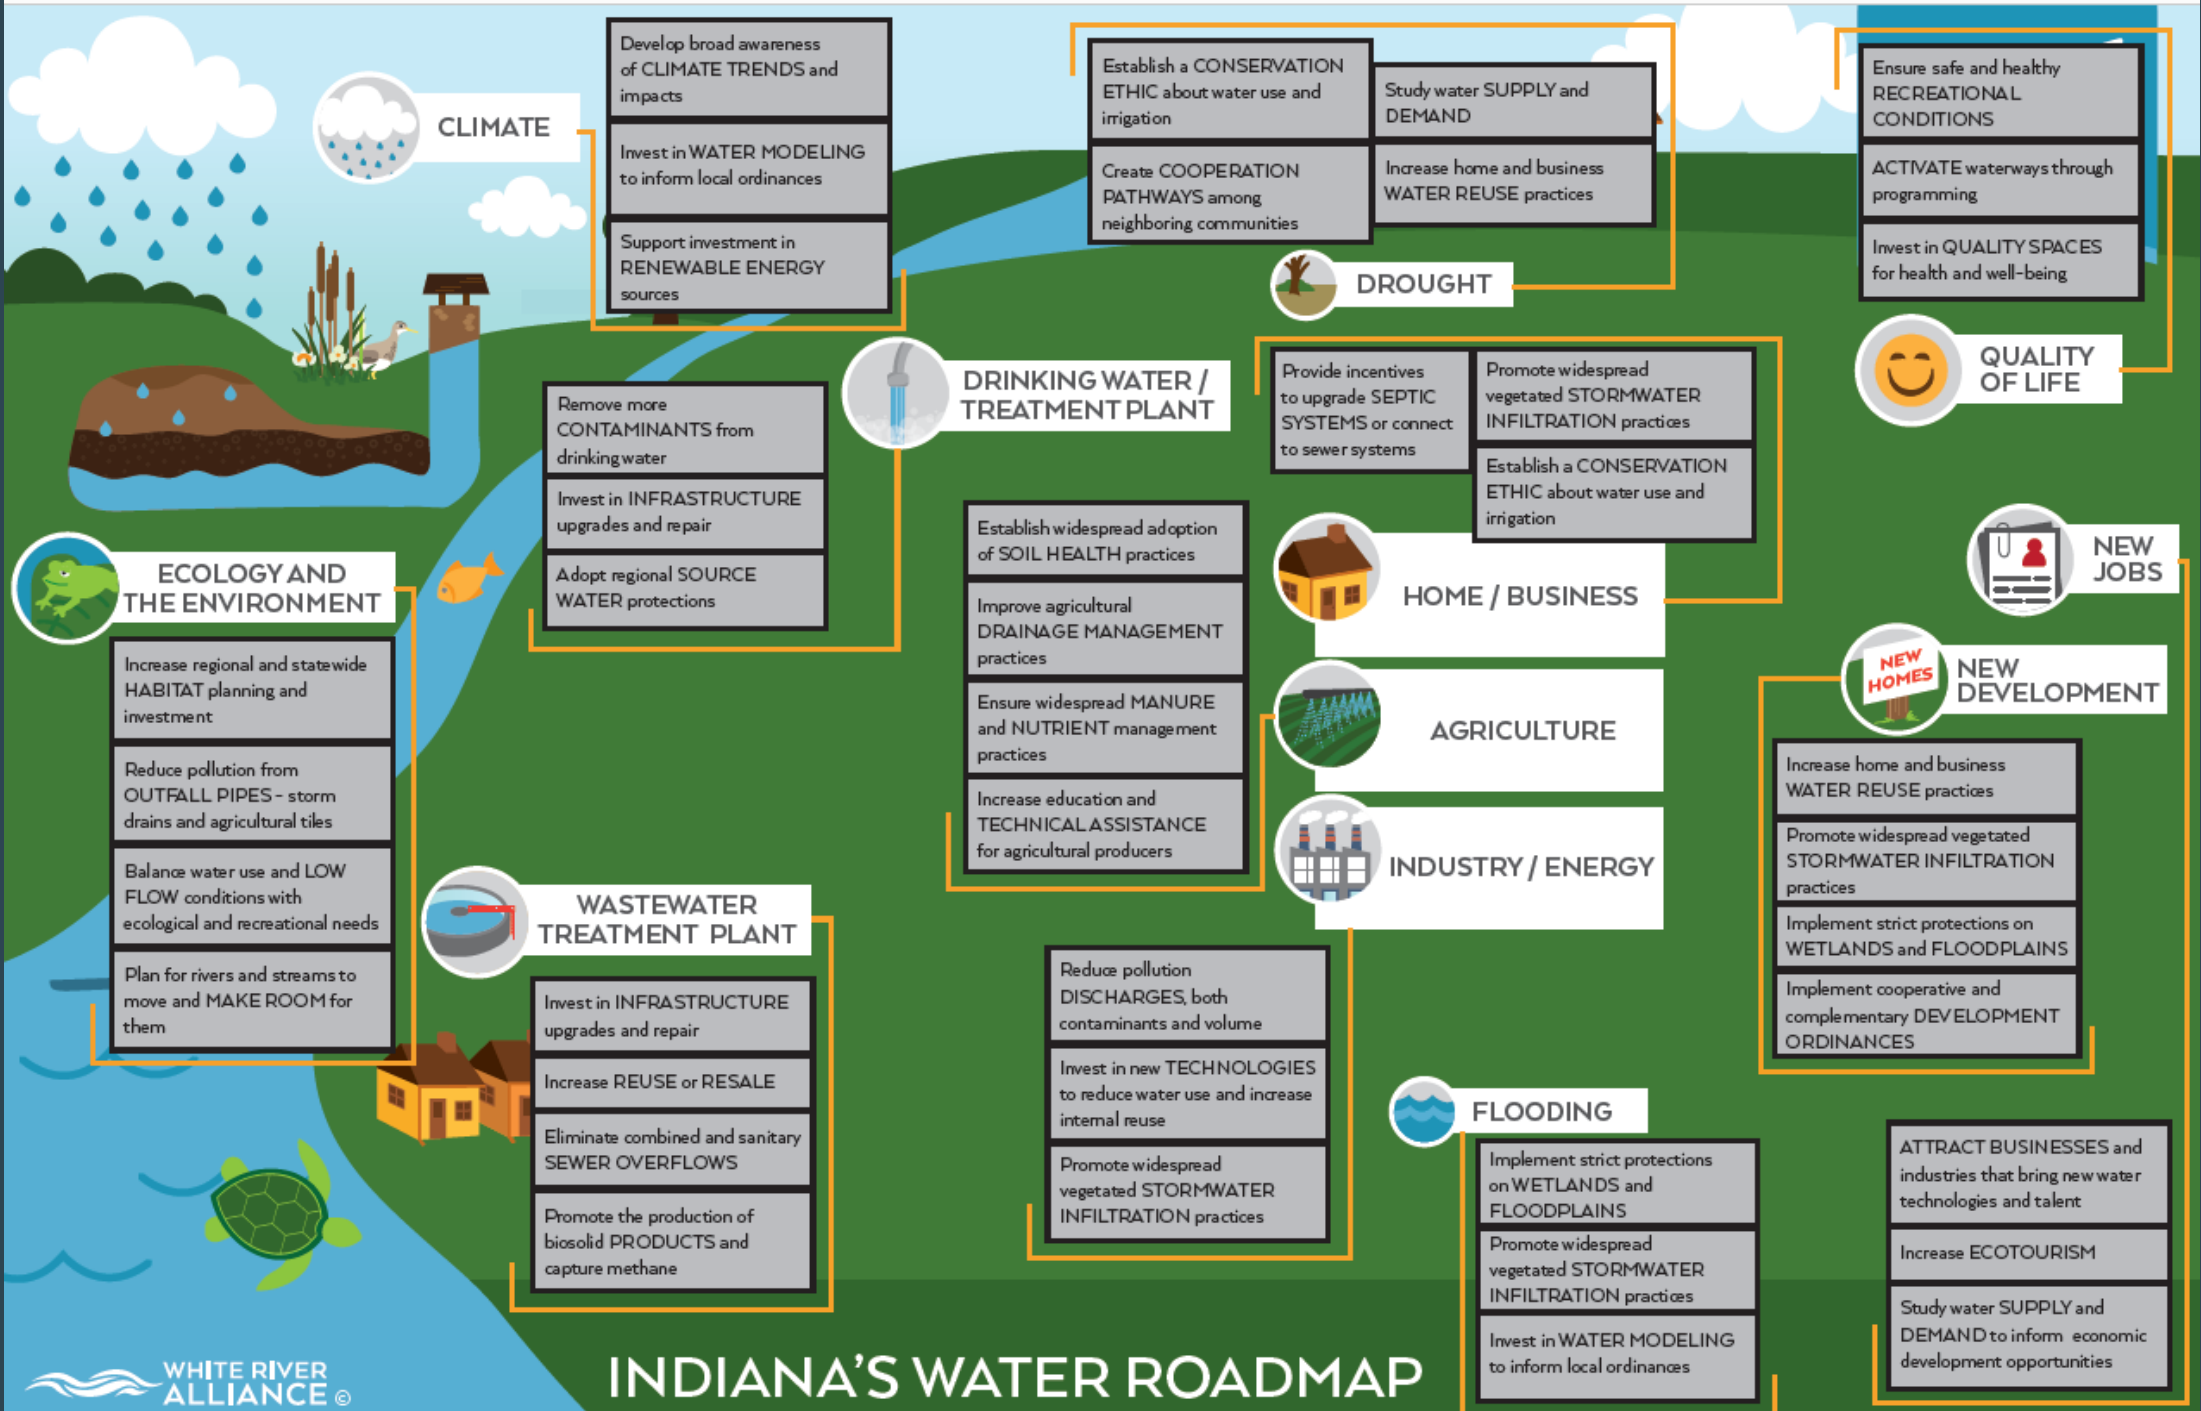 CLIMATE
Develop broad awareness
of CLIMATE TRENDS and
impacts
Invest in WATER MODELING
to inform local ordinances
Support investment in
RENEWABLE ENERGY
sources
Establish a CONSERVATION
ETHIC about water use and
irrigation
Create COOPERATION
PATHWAYS among
neighboring communities
Study water SUPPLY and
DEMAND
Increase home and business
WATER REUSE practices
DROUGHT
Ensure safe and healthy
RECREATIONAL
CONDITIONS
ACTIVATE waterways through
programming
Invest in QUALITY SPACES
for health and well-being
QUALITY
OF LIFE
DRINKING WATER /
TREATMENT PLANT
Remove more
CONTAMINANTS from
drinking water
Invest in INFRASTRUCTURE
upgrades and repair
Adopt regional SOURCE
WATER protections
Provide incentives
to upgrade SEPTIC
SYSTEMS or connect
to sewer systems
Promote widespread
vegetated STORMWATER
INFILTRATION practices
Establish a CONSERVATION
ETHIC about water use and
irrigation
HOME / BUSINESS
Establish widespread adoption
of SOIL HEALTH practices
Improve agricultural
DRAINAGE MANAGEMENT
practices
Ensure widespread MANURE
and NUTRIENT management
practices
Increase education and
TECHNICAL ASSISTANCE
for agricultural producers
AGRICULTURE
INDUSTRY / ENERGY
Reduce pollution
DISCHARGES, both
contaminants and volume
Invest in new TECHNOLOGIES
to reduce water use and increase
internal reuse
Promote widespread
vegetated STORMWATER
INFILTRATION practices
ECOLOGY AND
THE ENVIRONMENT
Increase regional and statewide
HABITAT planning and
investment
Reduce pollution from
OUTFALL PIPES - storm
drains and agricultural tiles
Balance water use and LOW
FLOW conditions with
ecological and recreational needs
Plan for rivers and streams to
move and MAKE ROOM for
them
WASTEWATER
TREATMENT PLANT
Invest in INFRASTRUCTURE
upgrades and repair
Increase REUSE or RESALE
Eliminate combined and sanitary
SEWER OVERFLOWS
Promote the production of
biosolid PRODUCTS and
capture methane
NEW
JOBS
NEW
HOMES
NEW
DEVELOPMENT
Increase home and business
WATER REUSE practices
Promote widespread vegetated
STORMWATER INFILTRATION
practices
Implement strict protections on
WETLANDS and FLOODPLAINS
Implement cooperative and
complementary DEVELOPMENT
ORDINANCES
FLOODING
Implement strict protections
on WETLANDS and
FLOODPLAINS
Promote widespread
vegetated STORMWATER
INFILTRATION practices
Invest in WATER MODELING
to inform local ordinances
ATTRACT BUSINESSES and
industries that bring new water
technologies and talent
Increase ECOTOURISM
Study water SUPPLY and
DEMAND to inform economic
development opportunities
WHITE RIVER
ALLIANCE ©
INDIANA'S WATER ROADMAP